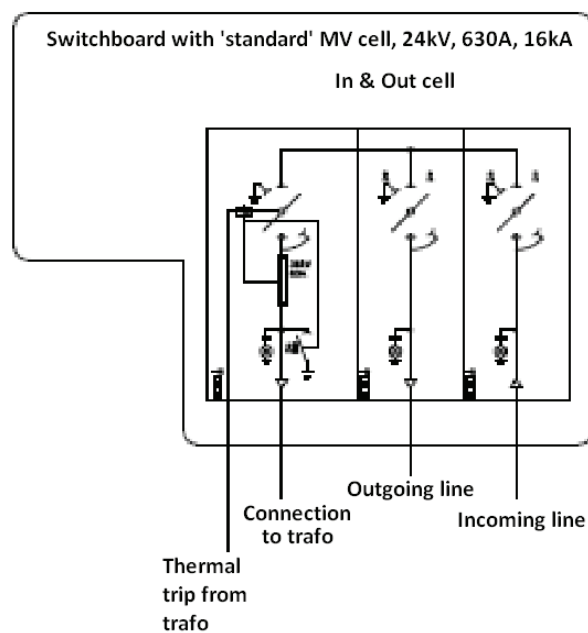 Switchboard with 'standard' MV cell, 24kV, 630A, 16kA
In & Out cell
Outgoing line
Connection
to trafo
Incoming line
Thermal
trip from
trafo